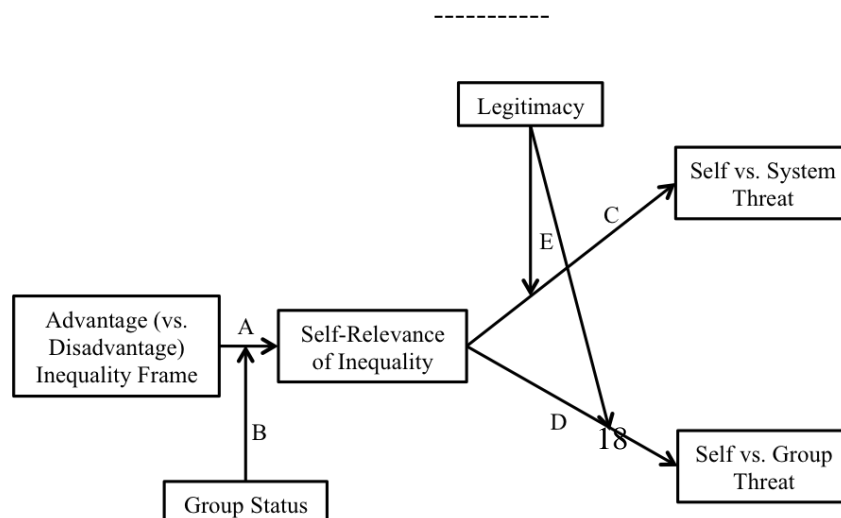 ------------
Legitimacy
Self vs. System
Threat
C
E
Advantage (vs.
Disadvantage)
Inequality Frame
A
Self-Relevance
of Inequality
B
D
18
Self vs. Group
Threat
Group Status